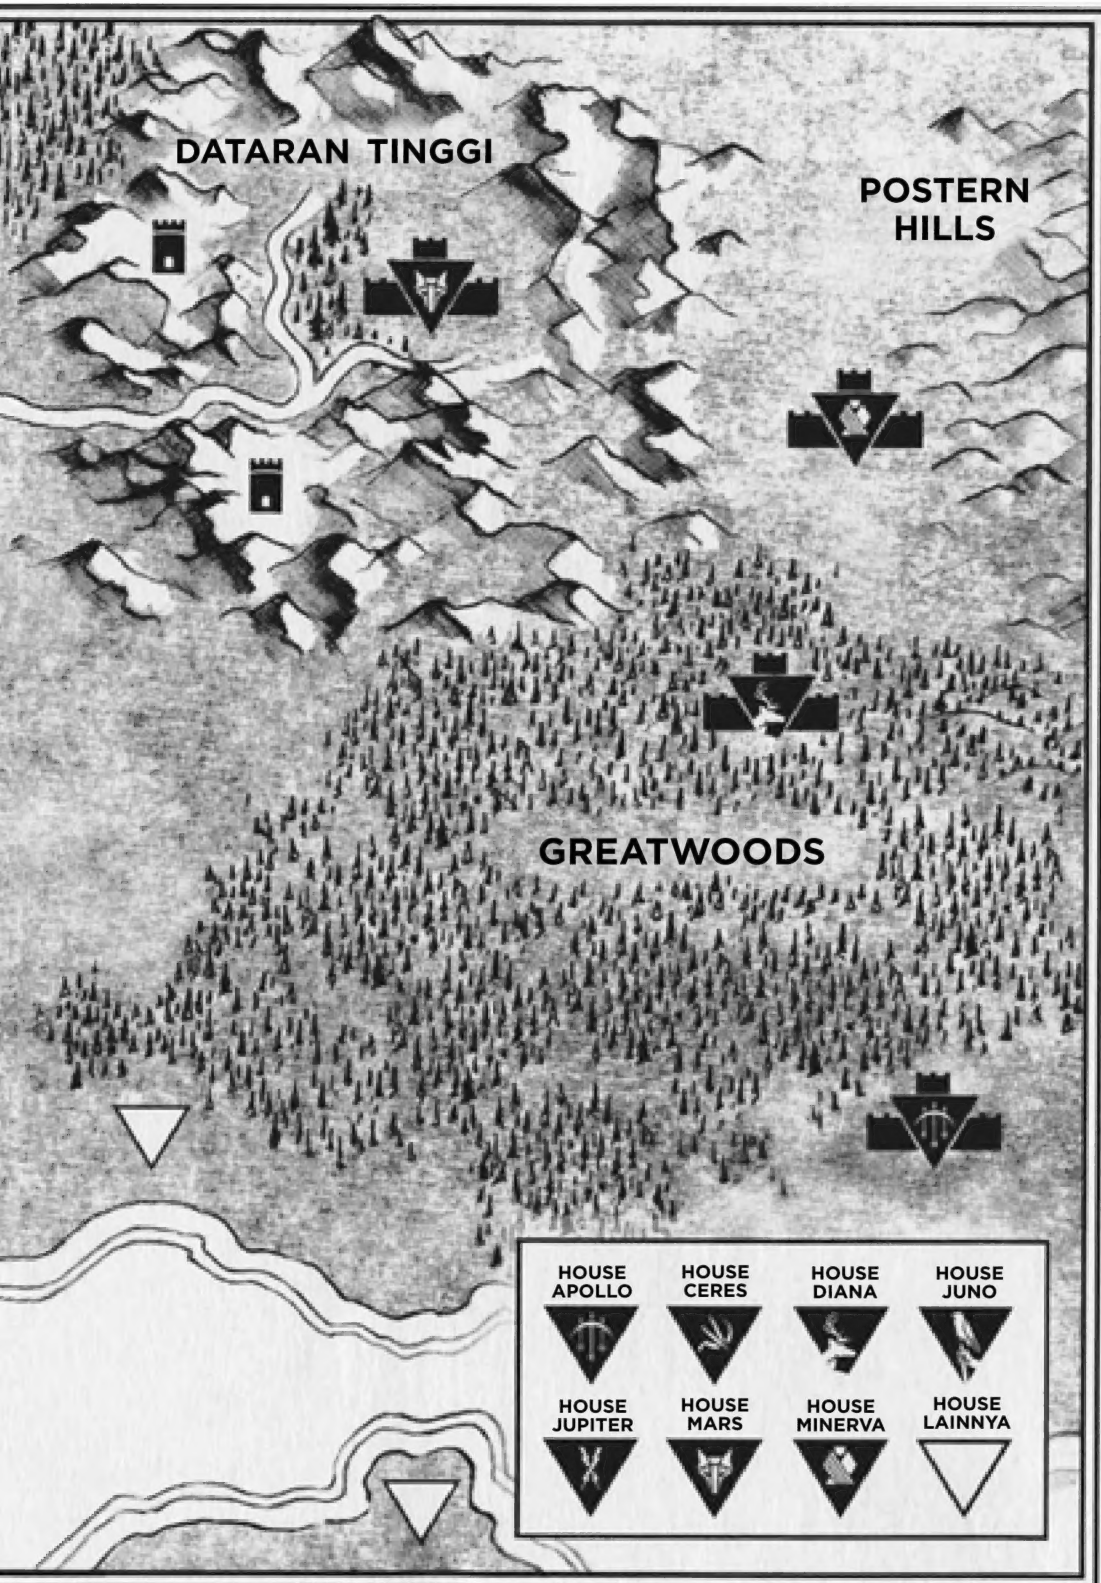 DATARAN TINGGI
POSTERN
HILLS
GREATWOODS
HOUSE
APOLLO
HOUSE
CERES
HOUSE
DIANA
HOUSE
JUNO
HOUSE
JUPITER
HOUSE
MARS
HOUSE
MINERVA
HOUSE
LAINNYA